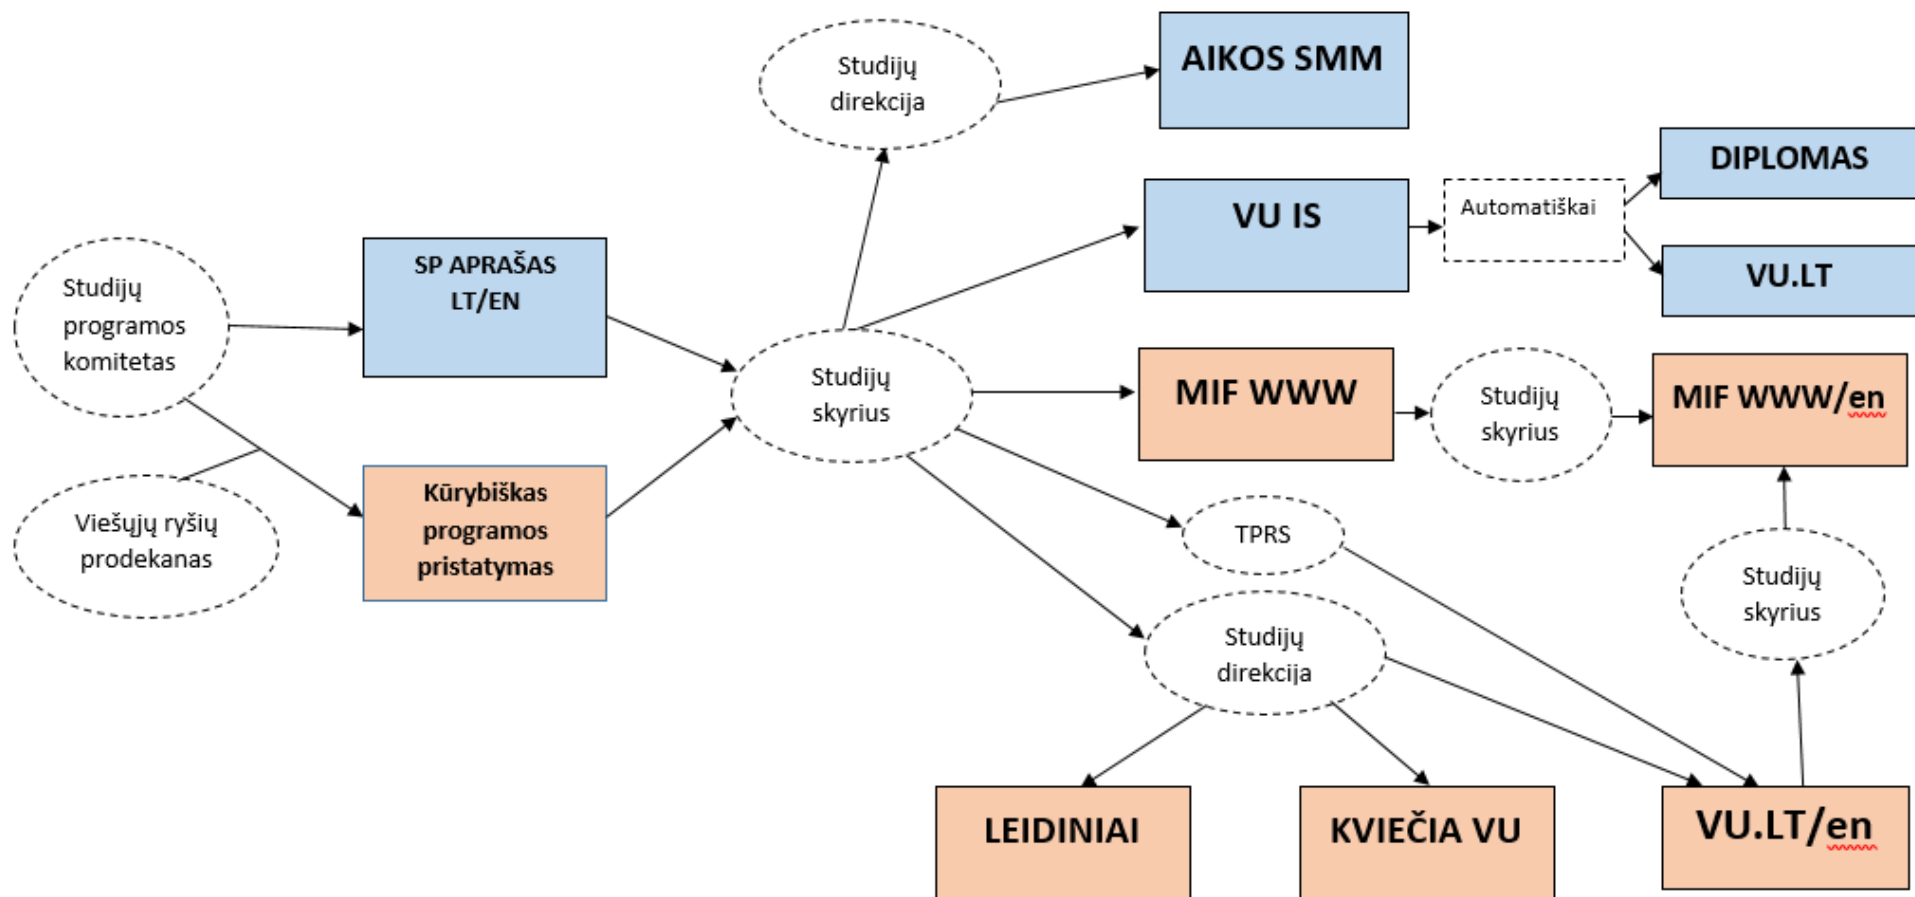 Studijų
direkcija
AIKOS SMM
DIPLOMAS
VU IS
Automatiškai
VU.LT
Studijų
programos
komitetas
SP APRAŠAS
LT/EN
Studijų
skyrius
MIF WWW
Studijų
skyrius
MIF WWW/en
Viešųjų ryšių
prodekanas
Kūrybiškas
programos
pristatymas
TPRS
Studijų
skyrius
Studijų
direkcija
LEIDINIAI
KVIEČIA VU
VU.LT/en